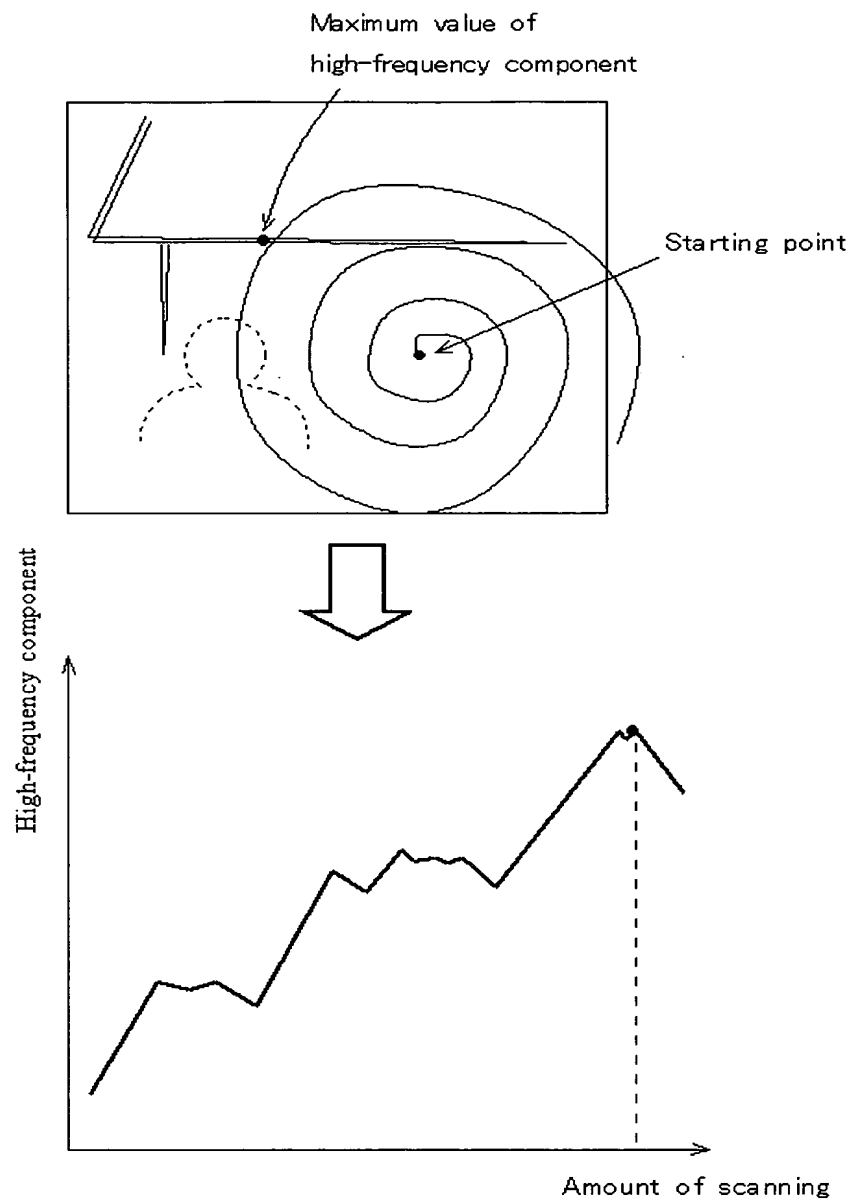 Maximum value of
high-frequency component
Starting point
High-frequency component
Amount of scanning